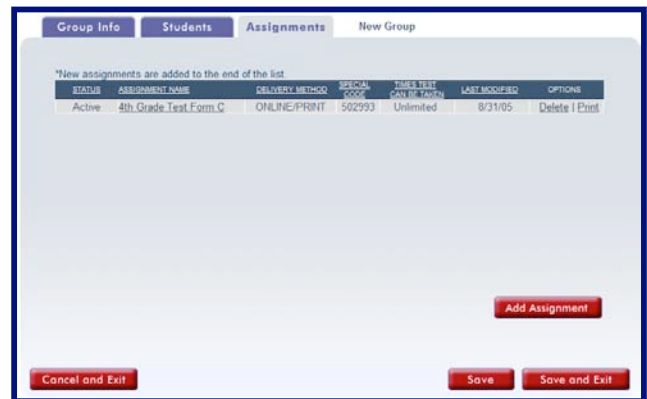 Group Info Students Assignments New Group
*New assignments are added to the end of the list
STATUS ASSIGNMENT NAME DELIVERY METHOD SPECIAL CODE TIMES TEST CAN BE TAKEN LAST MODIFIED OPTIONS
Active 4th Grade Test Form C ONLINE/PRINT 502993 Unlimited 8/31/05 Delete | Print
Add Assignment
Cancel and Exit Save Save and Exit